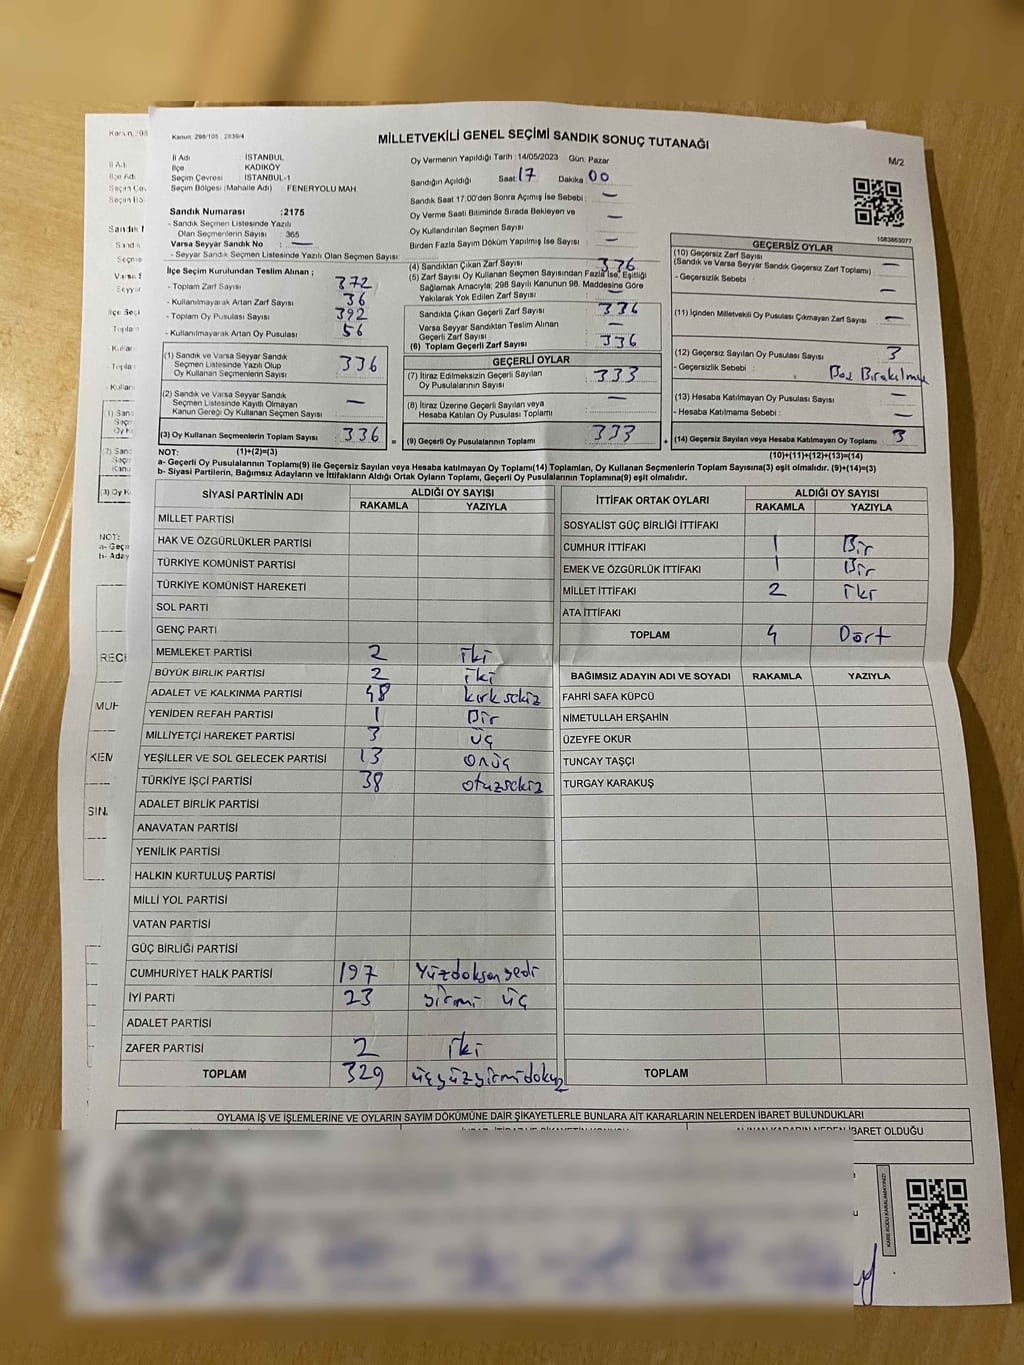 Kanun: 298/105 : 2839/4
MİLLETVEKİLİ GENEL SEÇİMİ SANDIK SONUÇ TUTANAĞI
M/2
İl Adı : İSTANBUL
İlçe : KADIKÖY
Seçim Çevresi : İSTANBUL-1
Seçim Bölgesi (Mahalle Adı) : FENERYOLU MAH
Sandık Numarası :2175
- Sandık Seçmen Listesinde Yazılı
Olan Seçmenlerin Sayısı : 365
Varsa Seyyar Sandık No : —
- Seyyar Sandık Seçmen Listesinde Yazılı Olan Seçmen Sayısı
Oy Vermenin Yapıldığı Tarih : 14/05/2023 Gün: Pazar
Sandığın Açıldığı Saat: 17 Dakika 00
Sandık Saat 17:00'den Sonra Açımış İse Sebebi —
Oy Verme Saati Bitiminde Sırada Bekleyen ve
Oy Kullandırılan Seçmen Sayısı —
Birden Fazla Sayım Döküm Yapılmış İse Sayısı —
1083863077
İlçe Seçim Kurulundan Teslim Alınan ;
- Toplam Zarf Sayısı 372
- Kullanılmayarak Artan Zarf Sayısı 36
- Toplam Oy Pusulası Sayısı 392
- Kullanılmayarak Artan Oy Pusulası 56
(1) Sandık ve Varsa Seyyar Sandık
Seçmen Listesinde Yazılı Olup
Oy Kullanan Seçmenlerin Sayısı 336
(2) Sandık ve Varsa Seyyar Sandık
Seçmen Listesinde Kayıtlı Olmayan
Kanun Gereği Oy Kullanan Seçmen Sayısı —
(3) Oy Kullanan Seçmenlerin Toplam Sayısı 336 =
(4) Sandıktan Çıkan Zarf Sayısı 336
(5) Zarf Sayısı Oy Kullanan Seçmen Sayısından Fazla İse, Eşitliği
Sağlamak Amacıyla, 298 Sayılı Kanunun 98. Maddesine Göre
Yakılarak Yok Edilen Zarf Sayısı —
Sandıkta Çıkan Geçerli Zarf Sayısı 336
Varsa Seyyar Sandıktan Teslim Alınan
Geçerli Zarf Sayısı —
(6) Toplam Geçerli Zarf Sayısı 336
GEÇERLİ OYLAR
(7) İtiraz Edilmeksizin Geçerli Sayılan
Oy Pusulalarının Sayısı 333
(8) İtiraz Üzerine Geçerli Sayılan veya
Hesaba Katılan Oy Pusulası Toplamı —
(9) Geçerli Oy Pusulalarının Toplamı 333 +
GEÇERSİZ OYLAR
(10) Geçersiz Zarf Sayısı
(Sandık ve Varsa Seyyar Sandık Geçersiz Zarf Toplamı) —
- Geçersizlik Sebebi —
(11) İçinden Milletvekili Oy Pusulası Çıkmayan Zarf Sayısı —
(12) Geçersiz Sayılan Oy Pusulası Sayısı 3
- Geçersizlik Sebebi : Boş Bırakılma
(13) Hesaba Katılmayan Oy Pusulası Sayısı —
- Hesaba Katılmama Sebebi : —
(14) Geçersiz Sayılan veya Hesaba Katılmayan Oy Toplamı 3
NOT: (1)+(2)=(3)
(10)+(11)+(12)+(13)=(14)
a- Geçerli Oy Pusulalarının Toplamı(9) ile Geçersiz Sayılan veya Hesaba katılmayan Oy Toplamı(14) Toplamları, Oy Kullanan Seçmenlerin Toplam Sayısına(3) eşit olmalıdır. (9)+(14)=(3)
b- Siyasi Partilerin, Bağımsız Adayların ve İttifakların Aldığı Ortak Oyların Toplamı, Geçerli Oy Pusulalarının Toplamına(9) eşit olmalıdır.
SİYASİ PARTİNİN ADI ALDIĞI OY SAYISI
RAKAMLA YAZIYLA
MİLLET PARTİSİ
HAK VE ÖZGÜRLÜKLER PARTİSİ
TÜRKİYE KOMÜNİST PARTİSİ
TÜRKİYE KOMÜNİST HAREKETİ
SOL PARTİ
GENÇ PARTİ
MEMLEKET PARTİSİ 2 iki
BÜYÜK BİRLİK PARTİSİ 2 iki
ADALET VE KALKINMA PARTİSİ 48 kırksekiz
YENİDEN REFAH PARTİSİ 1 Bir
MİLLİYETÇİ HAREKET PARTİSİ 3 üç
YEŞİLLER VE SOL GELECEK PARTİSİ 13 onüç
TÜRKİYE İŞÇİ PARTİSİ 38 otuzsekiz
ADALET BİRLİK PARTİSİ
ANAVATAN PARTİSİ
YENİLİK PARTİSİ
HALKIN KURTULUŞ PARTİSİ
MİLLİ YOL PARTİSİ
VATAN PARTİSİ
GÜÇ BİRLİĞİ PARTİSİ
CUMHURİYET HALK PARTİSİ 197 Yüzdoksanyedi
İYİ PARTİ 23 yirmi üç
ADALET PARTİSİ
ZAFER PARTİSİ 2 iki
TOPLAM 329 üçyüzyirmidokuz
İTTİFAK ORTAK OYLARI ALDIĞI OY SAYISI
RAKAMLA YAZIYLA
SOSYALİST GÜÇ BİRLİĞİ İTTİFAKI
CUMHUR İTTİFAKI 1 Bir
EMEK VE ÖZGÜRLÜK İTTİFAKI 1 Bir
MİLLET İTTİFAKI 2 iki
ATA İTTİFAKI
TOPLAM 4 Dört
BAĞIMSIZ ADAYIN ADI VE SOYADI RAKAMLA YAZIYLA
FAHRİ SAFA KÜPCÜ
NİMETULLAH ERŞAHİN
ÜZEYFE OKUR
TUNCAY TAŞÇI
TURGAY KARAKUŞ
TOPLAM
OYLAMA İŞ VE İŞLEMLERİNE VE OYLARIN SAYIM DÖKÜMÜNE DAİR ŞİKAYETLERLE BUNLARA AİT KARARLARIN NELERDEN İBARET BULUNDUKLARI
İBARET OLDUĞU
KARE KODU KARALAMAYINIZ!